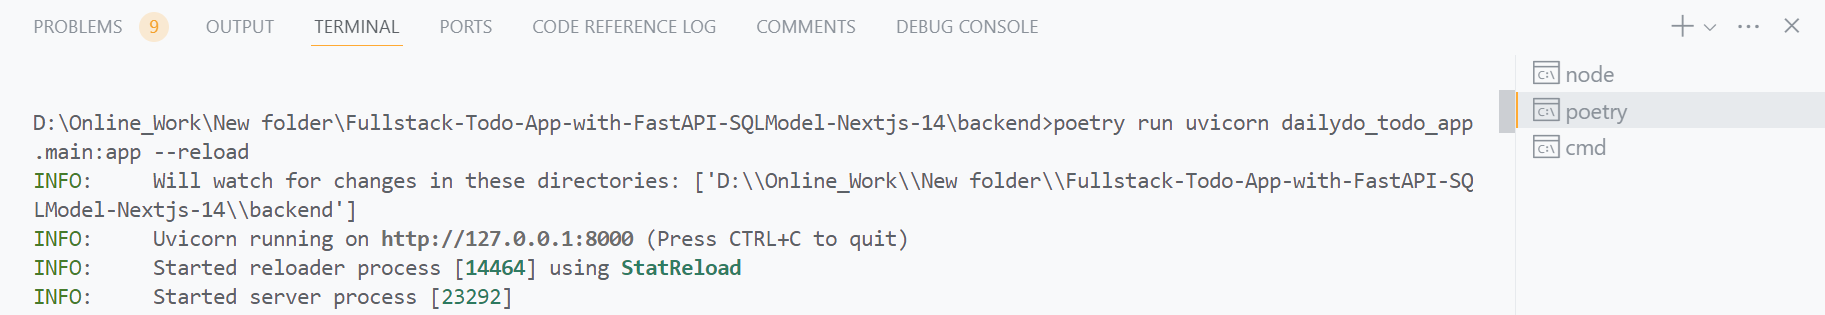 PROBLEMS 9 OUTPUT TERMINAL PORTS CODE REFERENCE LOG COMMENTS DEBUG CONSOLE
D:\Online_Work\New folder\Fullstack-Todo-App-with-FastAPI-SQLModel-Nextjs-14\backend>poetry run uvicorn dailydo_todo_app
.main:app --reload
INFO:     Will watch for changes in these directories: ['D:\\Online_Work\\New folder\\Fullstack-Todo-App-with-FastAPI-SQ
LModel-Nextjs-14\\backend']
INFO:     Uvicorn running on http://127.0.0.1:8000 (Press CTRL+C to quit)
INFO:     Started reloader process [14464] using StatReload
INFO:     Started server process [23292]
C:\ node
C:\ poetry
C:\ cmd